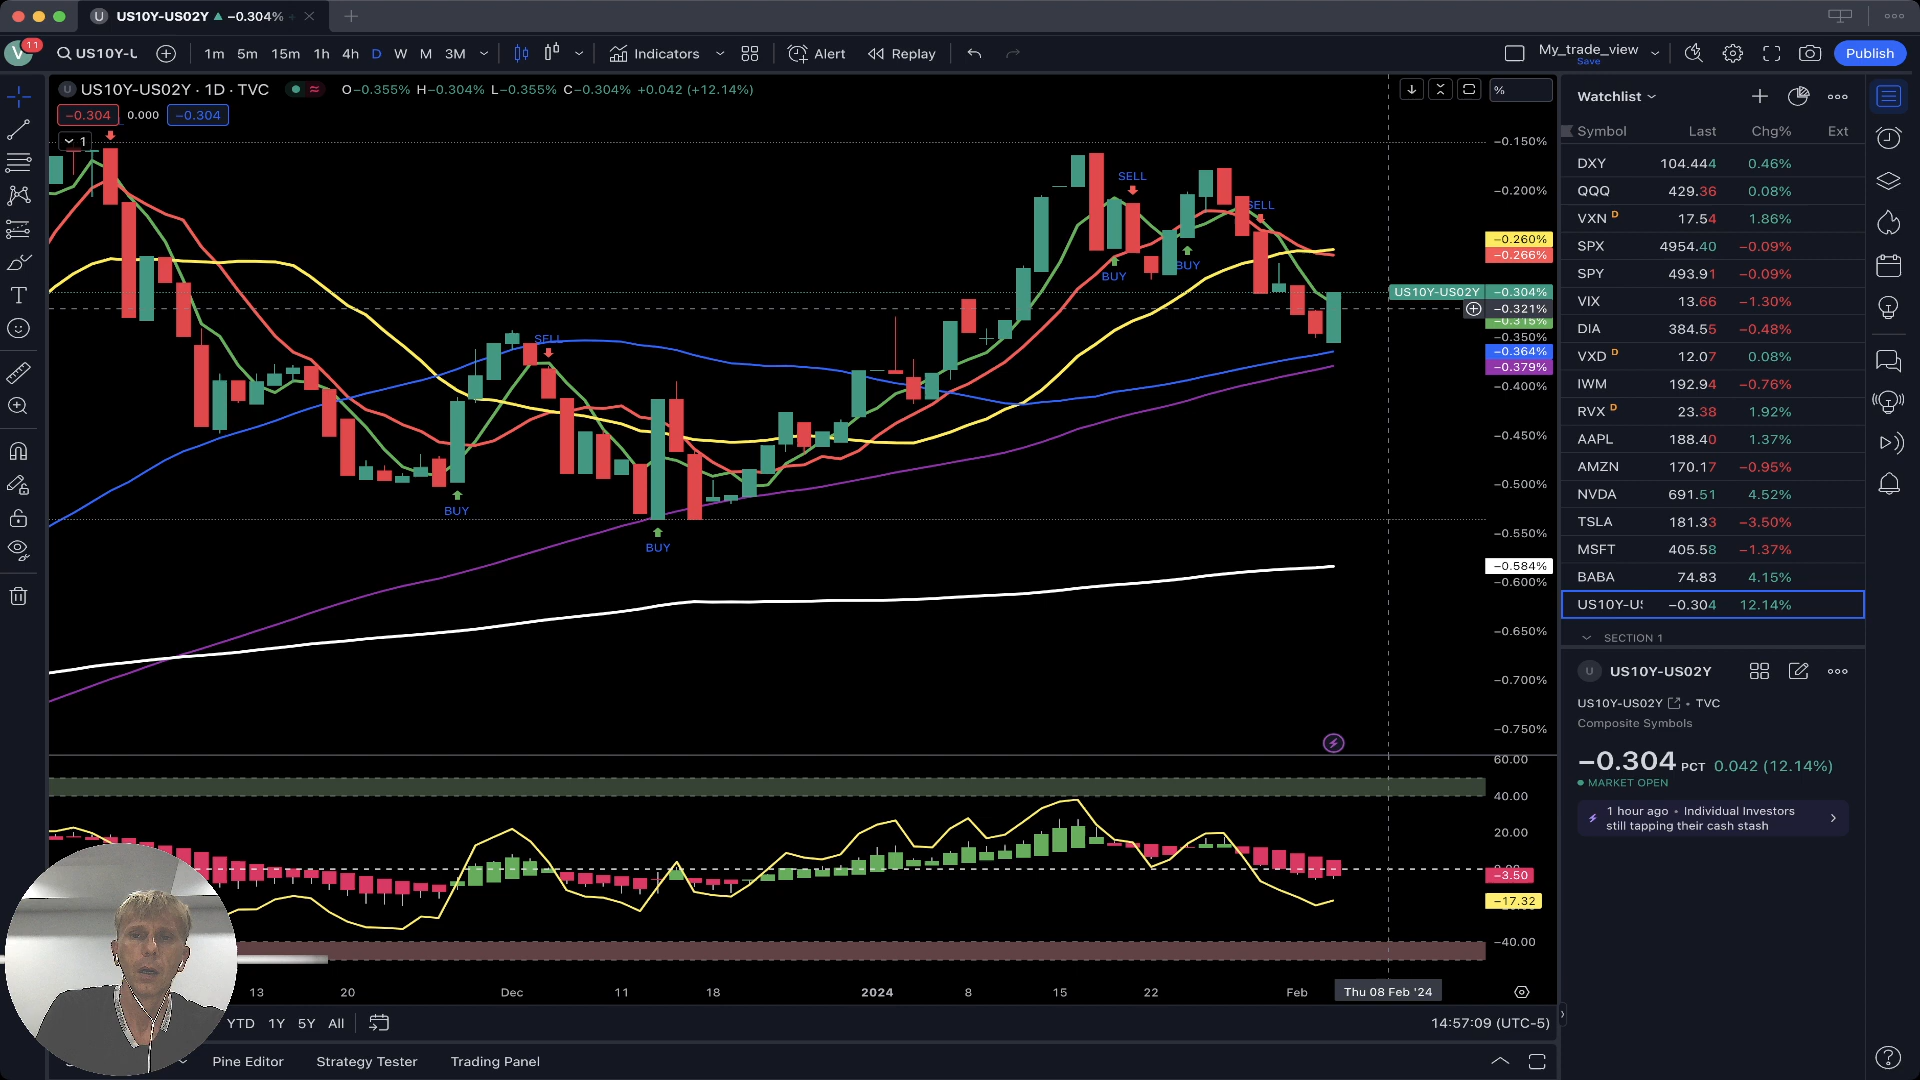 U US10Y-US02Y ▲ −0.304%
V 11 US10Y-U 1m 5m 15m 1h 4h D W M 3M Indicators Alert Replay My_trade_view Save Publish
U US10Y-US02Y · 1D · TVC O−0.355% H−0.304% L−0.355% C−0.304% +0.042 (+12.14%)
−0.304 0.000 −0.304
1
%
−0.150%
−0.200%
−0.260%
−0.266%
US10Y-US02Y −0.304%
−0.321%
−0.315%
−0.350%
−0.364%
−0.379%
−0.400%
−0.450%
−0.500%
−0.550%
−0.584%
−0.600%
−0.650%
−0.700%
−0.750%
SELL
SELL
SELL
BUY
BUY
BUY
BUY
60.00
40.00
20.00
0.00
−3.50
−17.32
−40.00
13 20 Dec 11 18 2024 8 15 22 Feb Thu 08 Feb '24
YTD 1Y 5Y All 14:57:09 (UTC-5)
Pine Editor Strategy Tester Trading Panel
Watchlist
Symbol Last Chg% Ext
DXY 104.444 0.46%
QQQ 429.36 0.08%
VXN D 17.54 1.86%
SPX 4954.40 −0.09%
SPY 493.91 −0.09%
VIX 13.66 −1.30%
DIA 384.55 −0.48%
VXD D 12.07 0.08%
IWM 192.94 −0.76%
RVX D 23.38 1.92%
AAPL 188.40 1.37%
AMZN 170.17 −0.95%
NVDA 691.51 4.52%
TSLA 181.33 −3.50%
MSFT 405.58 −1.37%
BABA 74.83 4.15%
US10Y-US −0.304 12.14%
SECTION 1
U US10Y-US02Y
US10Y-US02Y • TVC
Composite Symbols
−0.304 PCT 0.042 (12.14%)
MARKET OPEN
1 hour ago • Individual Investors
still tapping their cash stash